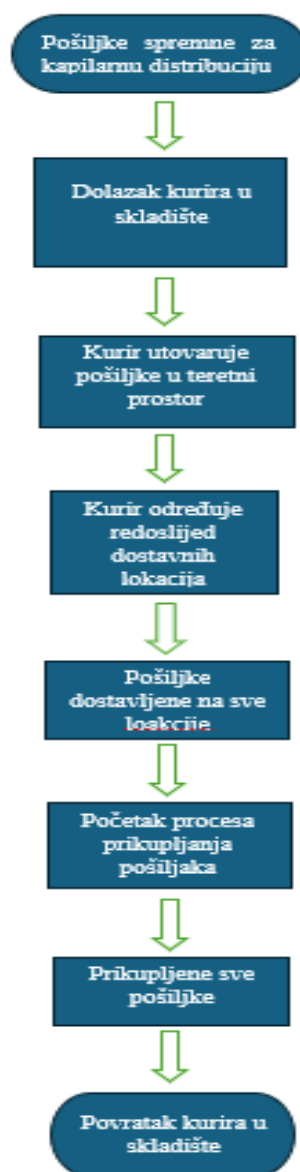 Pošiljke spremne za
kapilarnu distribuciju
Dolazak kurira u
skladište
Kurir utovaruje
pošiljke u teretni
prostor
Kurir određuje
redoslijed
dostavnih
lokacija
Pošiljke
dostavljene na sve
loakcije
Početak procesa
prikupljanja
pošiljaka
Prikupljene sve
pošiljke
Povratak kurira u
skladište